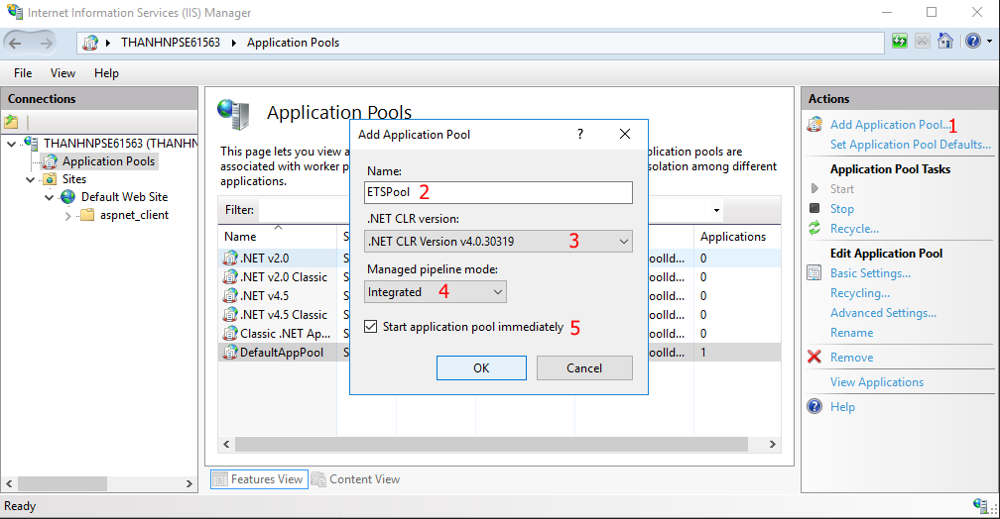 Internet Information Services (IIS) Manager
THANHNPSE61563 Application Pools
File View Help
Connections
THANHNPSE61563 (THANHN
Application Pools
Sites
Default Web Site
aspnet_client
Application Pools
This page lets you view a
ication pools are
associated with worker p
solation among different
applications.
Filter:
Name
S
Applications
.NET v2.0 S oolId... 0
.NET v2.0 Classic S oolId... 0
.NET v4.5 S oolId... 0
.NET v4.5 Classic S oolId... 0
Classic .NET Ap... S oolId... 0
DefaultAppPool S oolId... 1
Add Application Pool ?
Name:
ETSPool 2
.NET CLR version:
.NET CLR Version v4.0.30319 3
Managed pipeline mode:
Integrated 4
Start application pool immediately 5
OK Cancel
Features View Content View
Actions
Add Application Pool... 1
Set Application Pool Defaults...
Application Pool Tasks
Start
Stop
Recycle...
Edit Application Pool
Basic Settings...
Recycling...
Advanced Settings...
Rename
Remove
View Applications
Help
Ready